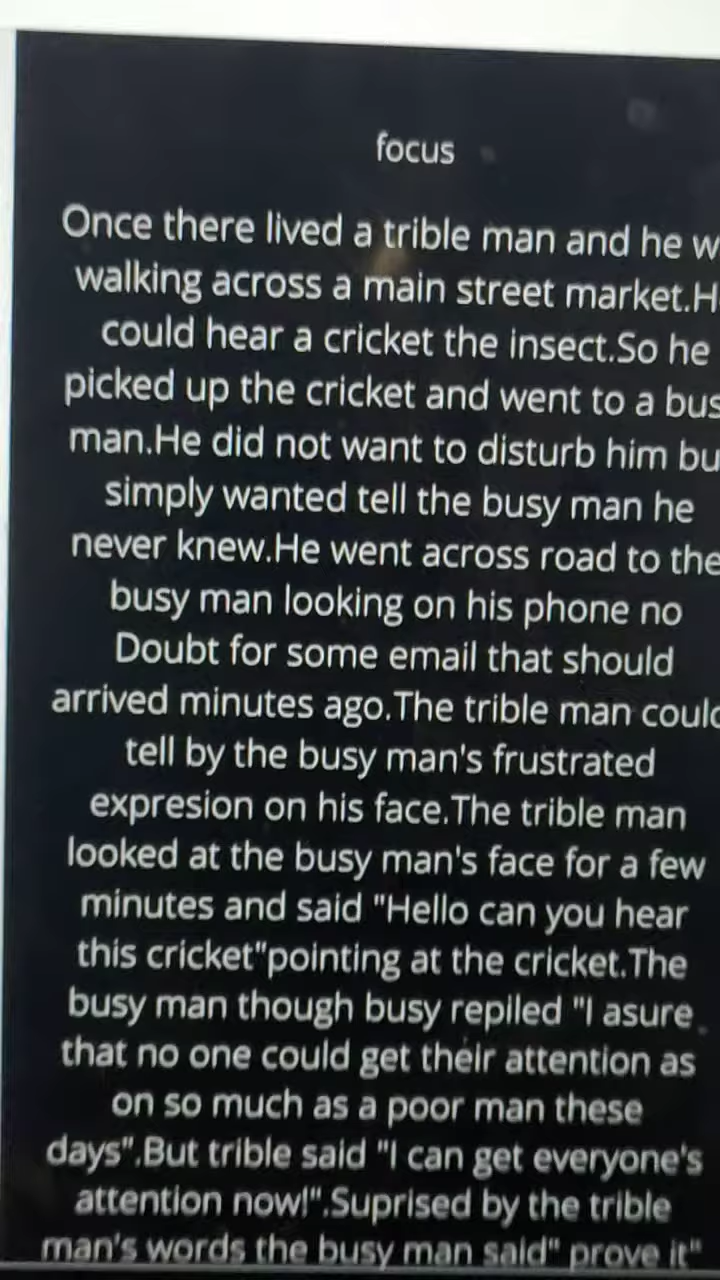 focus
Once there lived a trible man and he w
walking across a main street market.H
could hear a cricket the insect.So he
picked up the cricket and went to a bus
man.He did not want to disturb him bu
simply wanted tell the busy man he
never knew.He went across road to the
busy man looking on his phone no
Doubt for some email that should
arrived minutes ago.The trible man could
tell by the busy man's frustrated
expresion on his face.The trible man
looked at the busy man's face for a few
minutes and said "Hello can you hear
this cricket"pointing at the cricket.The
busy man though busy repiled "I asure
that no one could get their attention as
on so much as a poor man these
days".But trible said "I can get everyone's
attention now!".Suprised by the trible
man's words the busy man said" prove it"